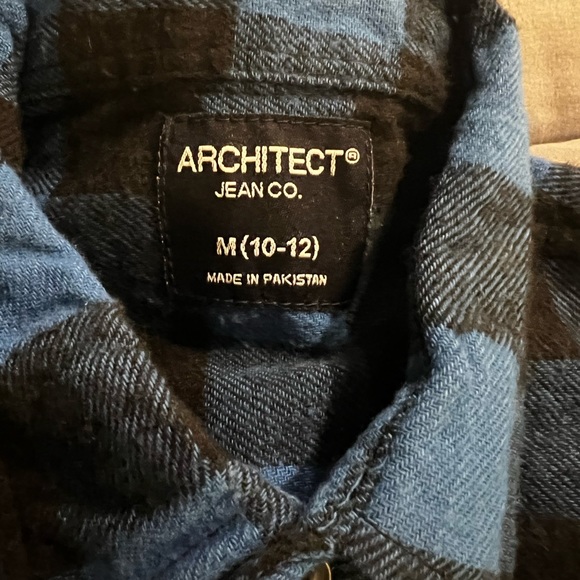 ARCHITECT®
JEAN CO.
M (10-12)
MADE IN PAKISTAN